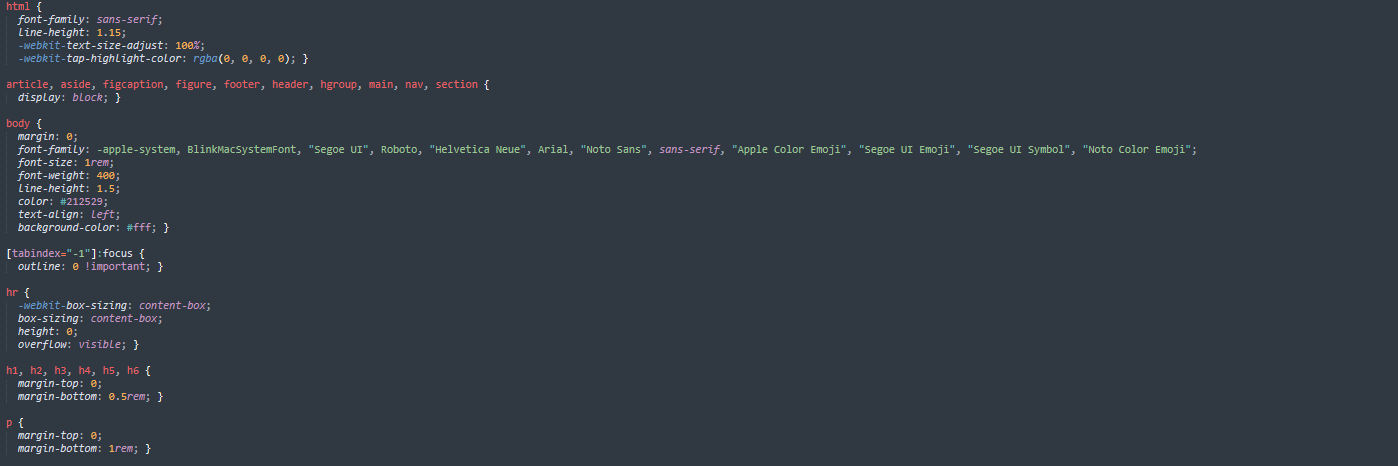 html {
  font-family: sans-serif;
  line-height: 1.15;
  -webkit-text-size-adjust: 100%;
  -webkit-tap-highlight-color: rgba(0, 0, 0, 0); }

article, aside, figcaption, figure, footer, header, hgroup, main, nav, section {
  display: block; }

body {
  margin: 0;
  font-family: -apple-system, BlinkMacSystemFont, "Segoe UI", Roboto, "Helvetica Neue", Arial, "Noto Sans", sans-serif, "Apple Color Emoji", "Segoe UI Emoji", "Segoe UI Symbol", "Noto Color Emoji";
  font-size: 1rem;
  font-weight: 400;
  line-height: 1.5;
  color: #212529;
  text-align: left;
  background-color: #fff; }

[tabindex="-1"]:focus {
  outline: 0 !important; }

hr {
  -webkit-box-sizing: content-box;
  box-sizing: content-box;
  height: 0;
  overflow: visible; }

h1, h2, h3, h4, h5, h6 {
  margin-top: 0;
  margin-bottom: 0.5rem; }

p {
  margin-top: 0;
  margin-bottom: 1rem; }